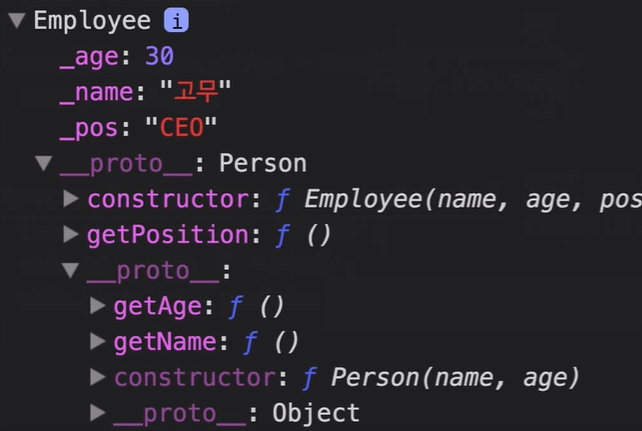 Employee i
_age: 30
_name: "고무"
_pos: "CEO"
__proto__: Person
constructor: ƒ Employee(name, age, pos
getPosition: ƒ ()
__proto__:
getAge: ƒ ()
getName: ƒ ()
constructor: ƒ Person(name, age)
__proto__: Object